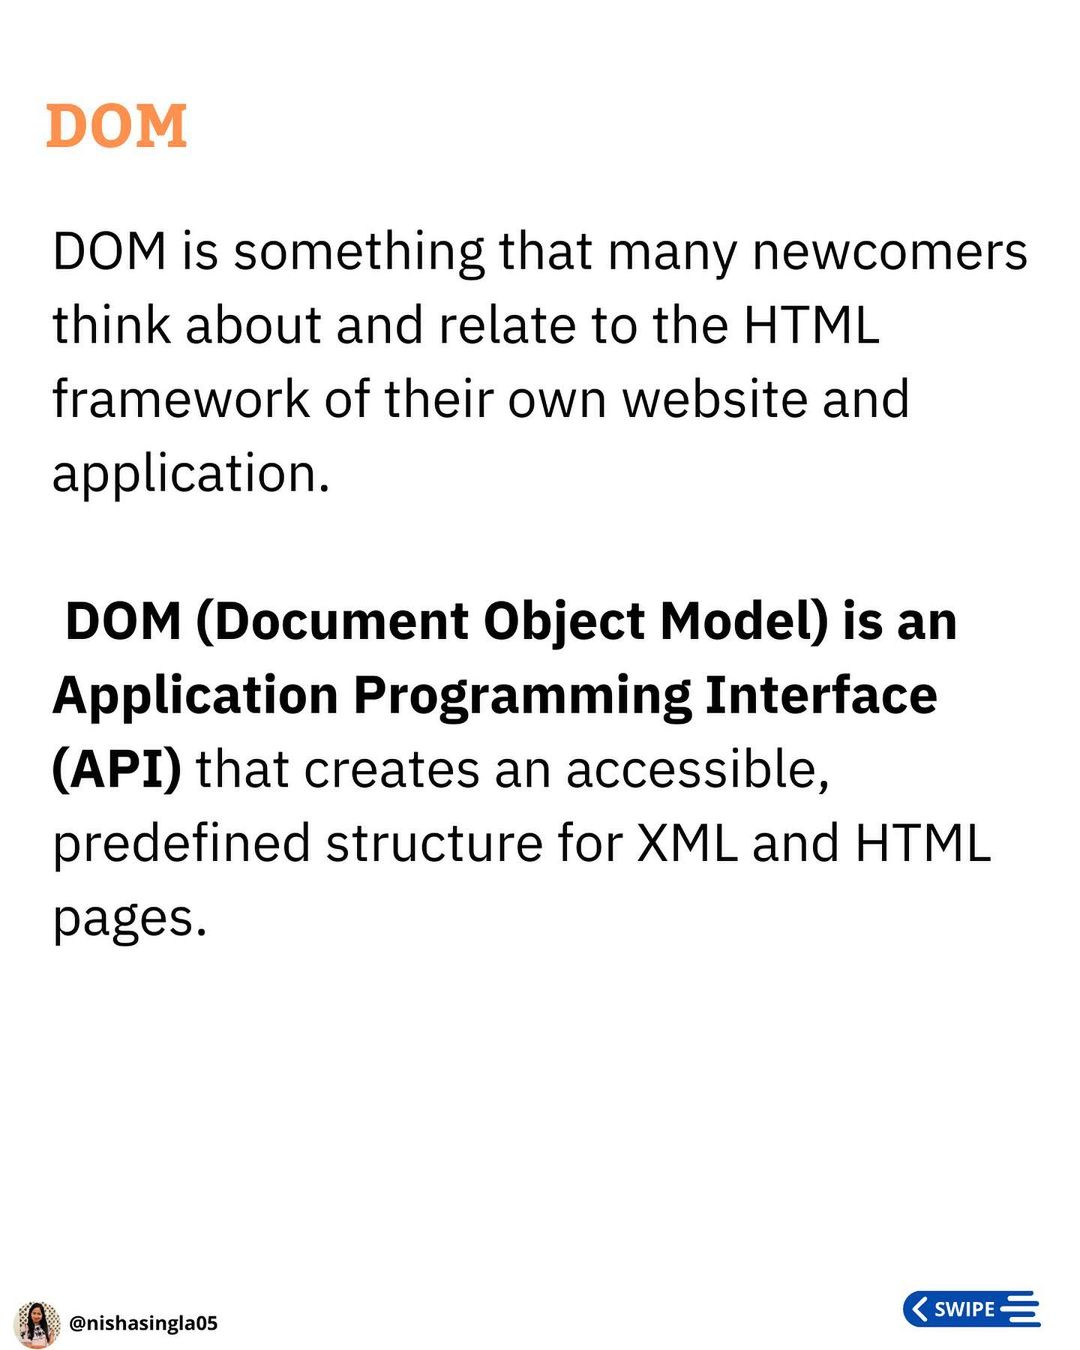 DOM
DOM is something that many newcomers
think about and relate to the HTML
framework of their own website and
application.
DOM (Document Object Model) is an
Application Programming Interface
(API) that creates an accessible,
predefined structure for XML and HTML
pages.
@nishasingla05
SWIPE